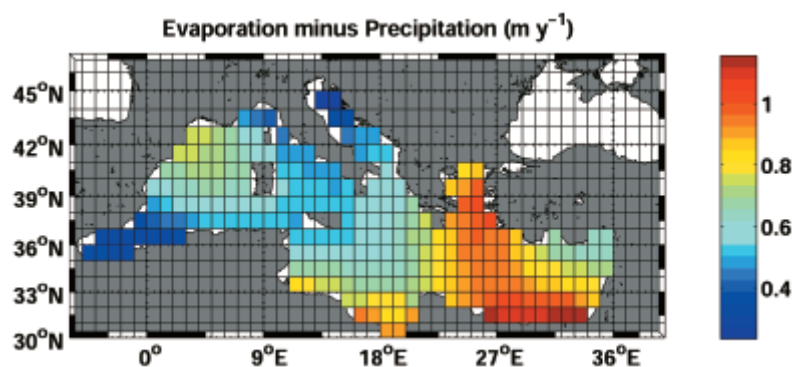 Evaporation minus Precipitation (m y⁻¹)
45°N
42°N
39°N
36°N
33°N
30°N
0° 9°E 18°E 27°E 36°E
1
0.8
0.6
0.4